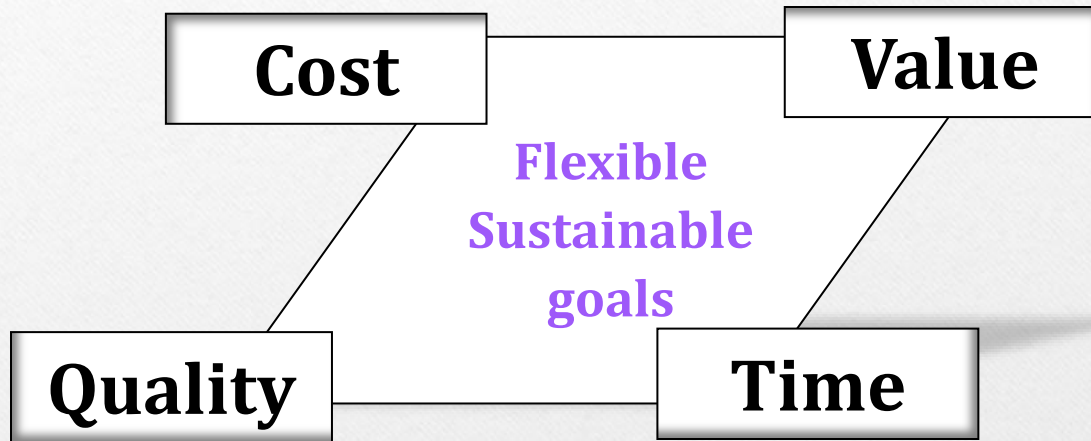 Cost
Value
Flexible
Sustainable
goals
Quality
Time